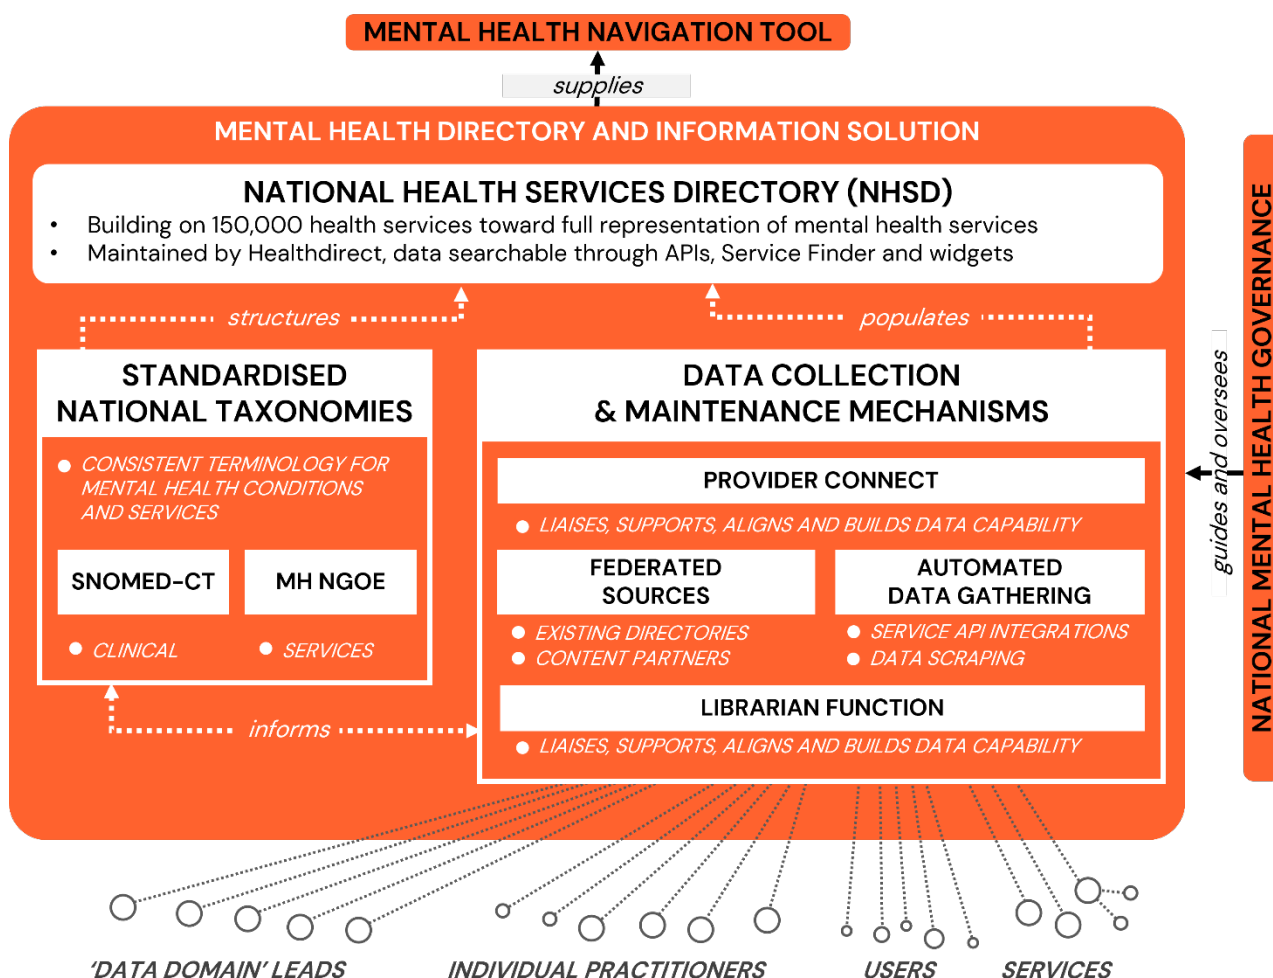 MENTAL HEALTH NAVIGATION TOOL
supplies
MENTAL HEALTH DIRECTORY AND INFORMATION SOLUTION
NATIONAL HEALTH SERVICES DIRECTORY (NHSD)
• Building on 150,000 health services toward full representation of mental health services
• Maintained by Healthdirect, data searchable through APIs, Service Finder and widgets
structures
populates
STANDARDISED
NATIONAL TAXONOMIES
CONSISTENT TERMINOLOGY FOR
MENTAL HEALTH CONDITIONS
AND SERVICES
SNOMED-CT
MH NGOE
CLINICAL
SERVICES
informs
DATA COLLECTION
& MAINTENANCE MECHANISMS
PROVIDER CONNECT
LIAISES, SUPPORTS, ALIGNS AND BUILDS DATA CAPABILITY
FEDERATED
SOURCES
EXISTING DIRECTORIES
CONTENT PARTNERS
AUTOMATED
DATA GATHERING
SERVICE API INTEGRATIONS
DATA SCRAPING
LIBRARIAN FUNCTION
LIAISES, SUPPORTS, ALIGNS AND BUILDS DATA CAPABILITY
guides and oversees
NATIONAL MENTAL HEALTH GOVERNANCE
‘DATA DOMAIN’ LEADS
INDIVIDUAL PRACTITIONERS
USERS
SERVICES